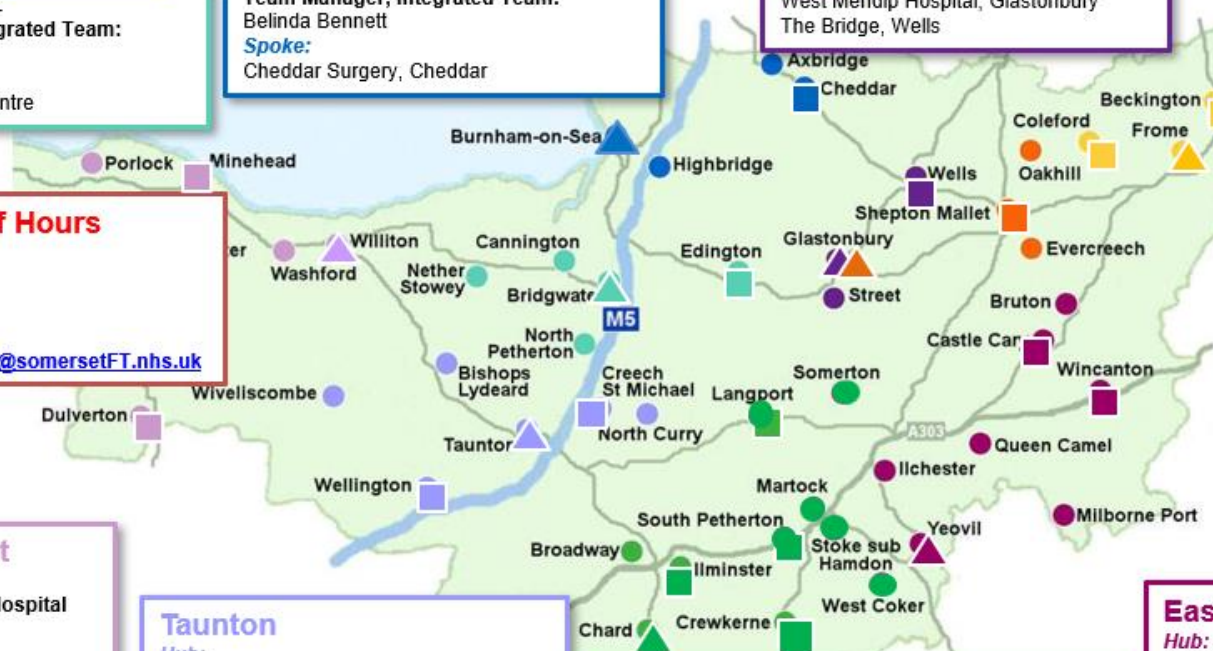 grated Team:
ntre
Team Manager, Integrated Team:
Belinda Bennett
Spoke:
Cheddar Surgery, Cheddar
West Mendip Hospital, Glastonbury
The Bridge, Wells
Axbridge
Cheddar
Beckington
Coleford
Frome
Burnham-on-Sea
Highbridge
Oakhill
Porlock
Minehead
Wells
Shepton Mallet
f Hours
ter
Washford
Williton
Cannington
Nether
Stowey
Bridgwate
Edington
Glastonbury
Street
Evercreech
M5
Bruton
North
Petherton
Castle Car
@somersetFT.nhs.uk
Bishops
Lydeard
Creech
St Michael
Langport
Somerton
Wincanton
Wiveliscombe
Dulverton
North Curry
Taunton
A303
Queen Camel
Ilchester
Wellington
Martock
South Petherton
Milborne Port
Yeovil
Stoke sub
Hamdon
Broadway
Ilminster
West Coker
t
Hospital
Taunton
Hub:
Chard
Crewkerne
Eas
Hub: